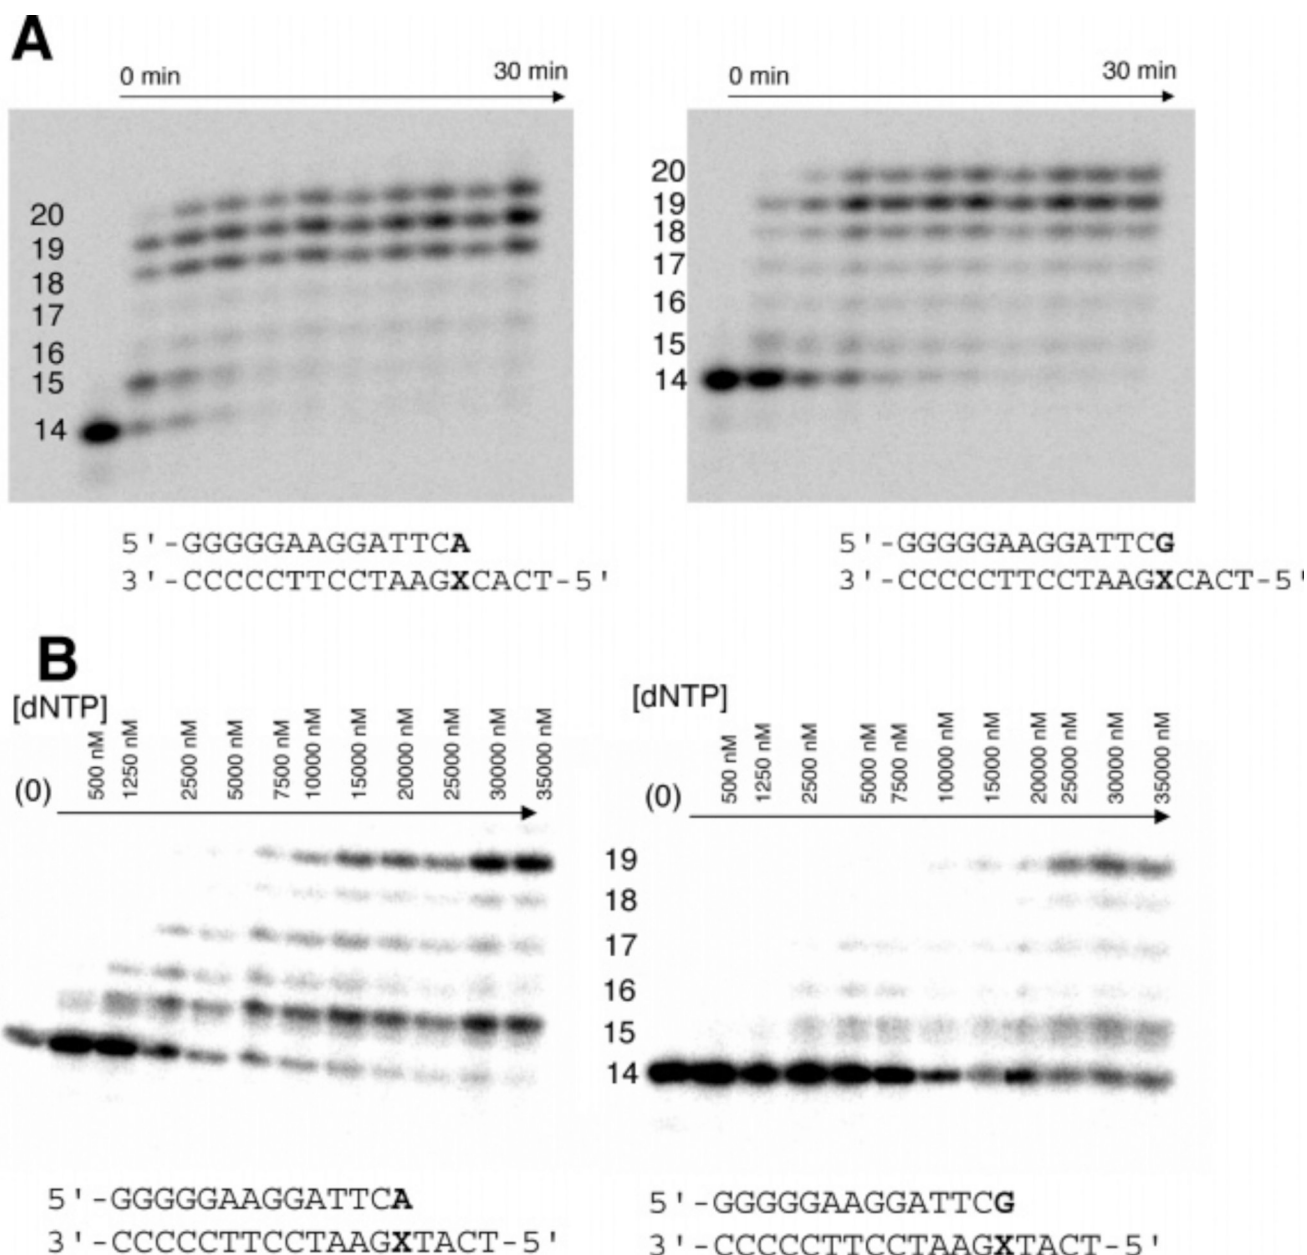 A
0 min 30 min
0 min 30 min
20
19
18
17
16
15
14
20
19
18
17
16
15
14
5'-GGGGGAAGGATTCA
3'-CCCCCTTCCTAAGXCACT-5'
5'-GGGGGAAGGATTCG
3'-CCCCCTTCCTAAGXCACT-5'
B
[dNTP]
(0)
500 nM
1250 nM
2500 nM
5000 nM
7500 nM
10000 nM
15000 nM
20000 nM
25000 nM
30000 nM
35000 nM
[dNTP]
(0)
500 nM
1250 nM
2500 nM
5000 nM
7500 nM
10000 nM
15000 nM
20000 nM
25000 nM
30000 nM
35000 nM
19
18
17
16
15
14
5'-GGGGGAAGGATTCA
3'-CCCCCTTCCTAAGXTACT-5'
5'-GGGGGAAGGATTCG
3'-CCCCCTTCCTAAGXTACT-5'